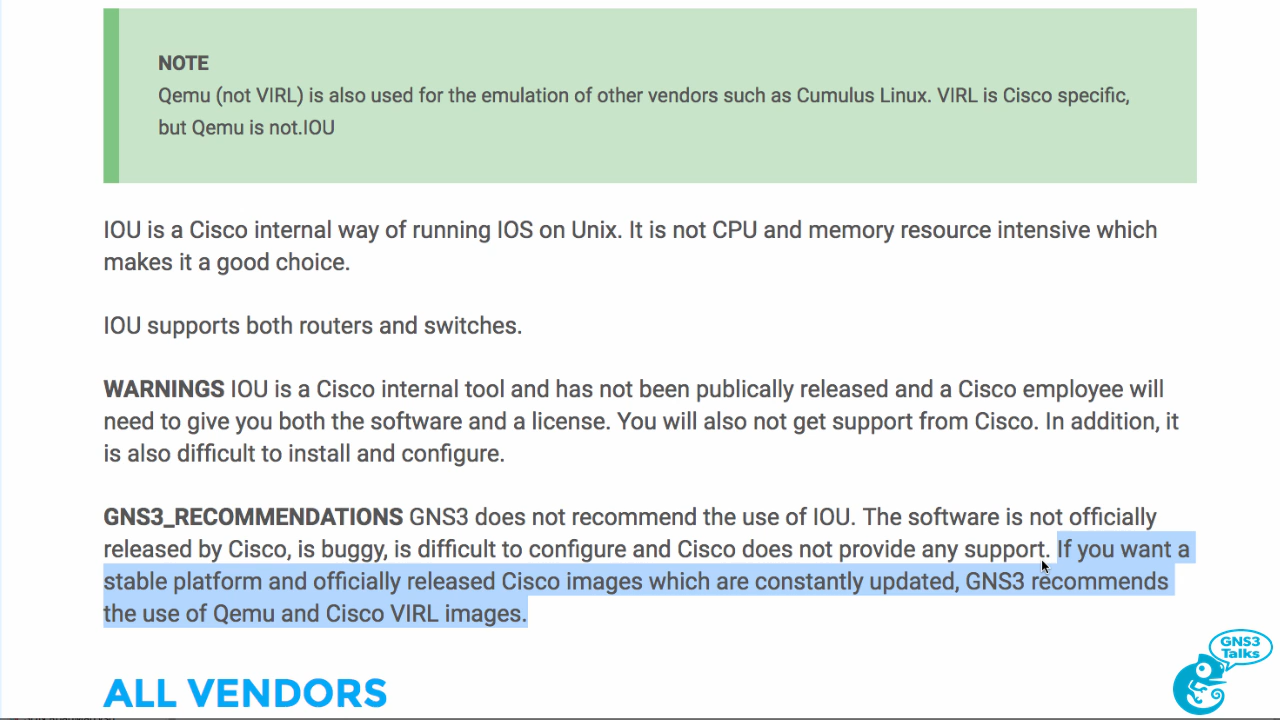 NOTE
Qemu (not VIRL) is also used for the emulation of other vendors such as Cumulus Linux. VIRL is Cisco specific,
but Qemu is not.IOU
IOU is a Cisco internal way of running IOS on Unix. It is not CPU and memory resource intensive which
makes it a good choice.
IOU supports both routers and switches.
WARNINGS IOU is a Cisco internal tool and has not been publically released and a Cisco employee will
need to give you both the software and a license. You will also not get support from Cisco. In addition, it
is also difficult to install and configure.
GNS3_RECOMMENDATIONS GNS3 does not recommend the use of IOU. The software is not officially
released by Cisco, is buggy, is difficult to configure and Cisco does not provide any support. If you want a
stable platform and officially released Cisco images which are constantly updated, GNS3 recommends
the use of Qemu and Cisco VIRL images.
GNS3
Talks
ALL VENDORS